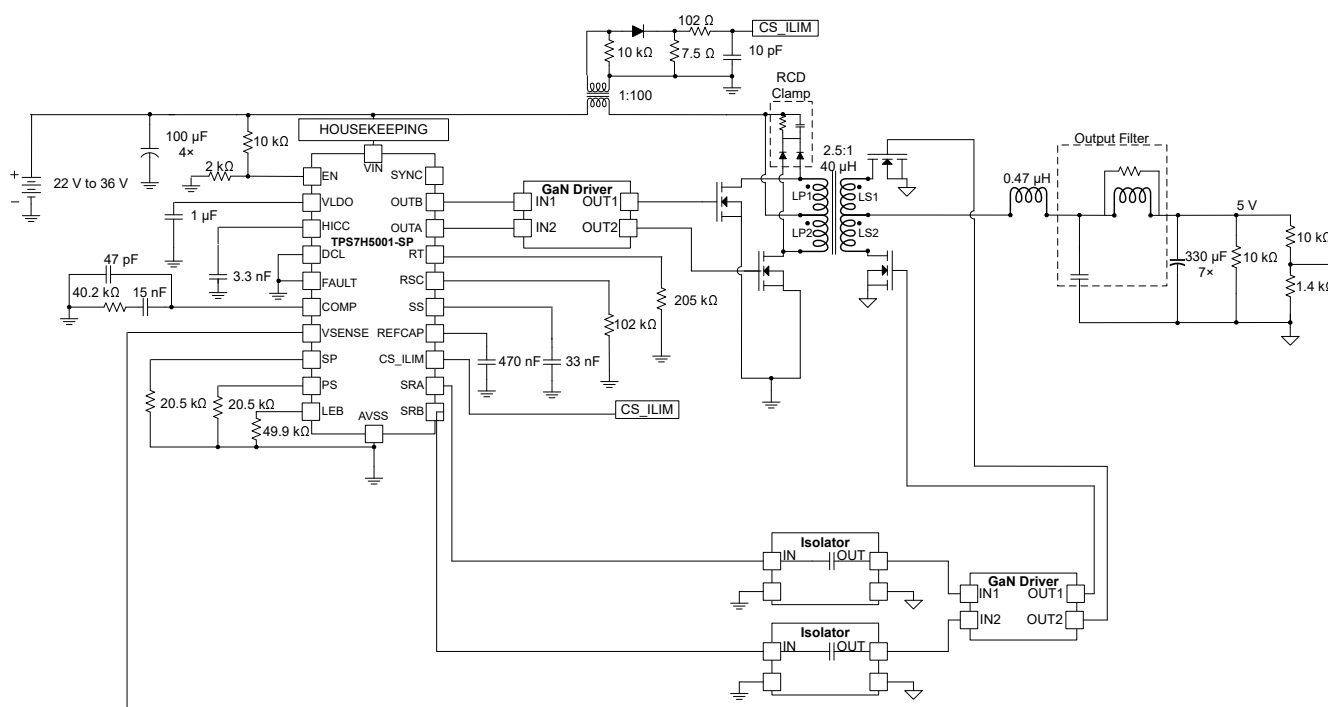 102 Ω
CS_ILIM
10 kΩ
7.5 Ω
10 pF
1:100
RCD
Clamp
HOUSEKEEPING
100 µF
4×
10 kΩ
2 kΩ
22 V to 36 V
+
−
VIN
EN
SYNC
VLDO
OUTB
HICC
OUTA
TPS7H5001-SP
DCL
RT
FAULT
RSC
COMP
SS
VSENSE
REFCAP
SP
CS_ILIM
PS
SRA
LEB
SRB
AVSS
1 µF
3.3 nF
47 pF
40.2 kΩ
15 nF
20.5 kΩ
20.5 kΩ
49.9 kΩ
GaN Driver
IN1
OUT1
IN2
OUT2
205 kΩ
102 kΩ
470 nF
33 nF
CS_ILIM
2.5:1
40 µH
LP1
LS1
LP2
LS2
0.47 µH
Output Filter
5 V
330 µF
7×
10 kΩ
10 kΩ
1.4 kΩ
Isolator
IN
OUT
Isolator
IN
OUT
GaN Driver
IN1
OUT1
IN2
OUT2